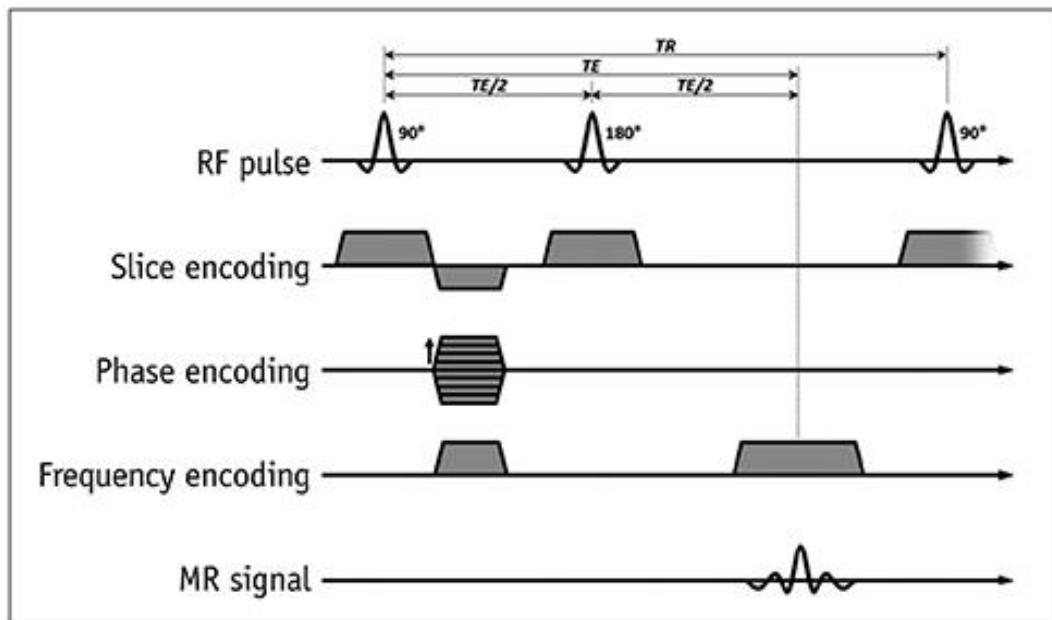 TR
TE
TE/2 TE/2
90° 180° 90°
RF pulse
Slice encoding
Phase encoding
Frequency encoding
MR signal